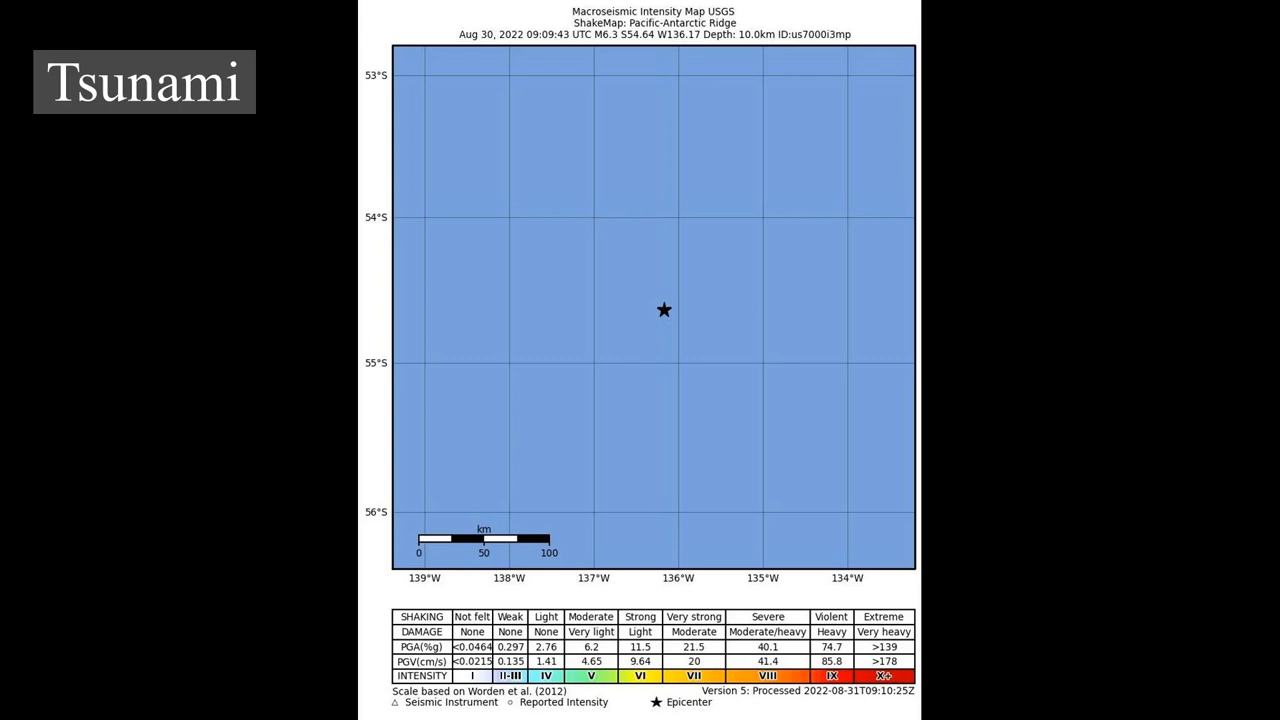 Tsunami
Macroseismic Intensity Map USGS
ShakeMap: Pacific-Antarctic Ridge
Aug 30, 2022 09:09:43 UTC M6.3 S54.64 W136.17 Depth: 10.0km ID:us7000i3mp
53°S
54°S
55°S
56°S
km
0 50 100
139°W 138°W 137°W 136°W 135°W 134°W
SHAKING Not felt Weak Light Moderate Strong Very strong Severe Violent Extreme
DAMAGE None None None Very light Light Moderate Moderate/heavy Heavy Very heavy
PGA(%g) <0.0464 0.297 2.76 6.2 11.5 21.5 40.1 74.7 >139
PGV(cm/s) <0.0215 0.135 1.41 4.65 9.64 20 41.4 85.8 >178
INTENSITY I II-III IV V VI VII VIII IX X+
Scale based on Worden et al. (2012) Version 5: Processed 2022-08-31T09:10:25Z
△ Seismic Instrument ○ Reported Intensity ★ Epicenter